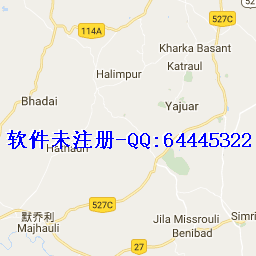 527C
114A
Kharka Basant
Halimpur
Katraul
Bhadai
Yajuar
软件未注册-QQ:64445322
Hathauri
527C
默乔利
Majhauli
Jila Missrouli
Simri
27
Benibad